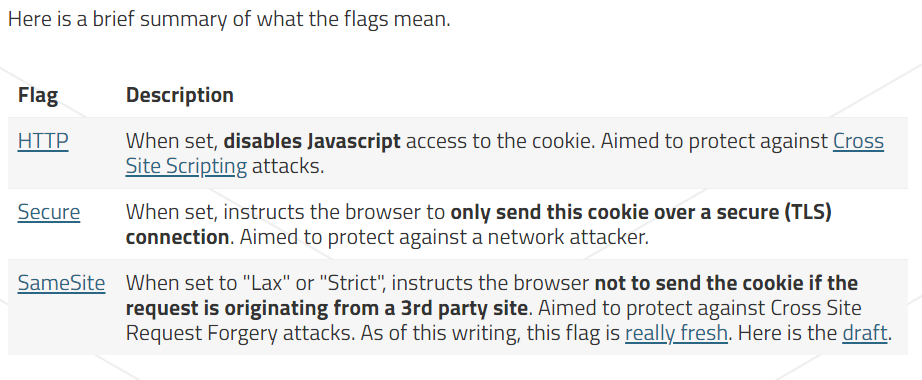 Here is a brief summary of what the flags mean.
Flag Description
HTTP When set, disables Javascript access to the cookie. Aimed to protect against Cross
Site Scripting attacks.
Secure When set, instructs the browser to only send this cookie over a secure (TLS)
connection. Aimed to protect against a network attacker.
SameSite When set to "Lax" or "Strict", instructs the browser not to send the cookie if the
request is originating from a 3rd party site. Aimed to protect against Cross Site
Request Forgery attacks. As of this writing, this flag is really fresh. Here is the draft.